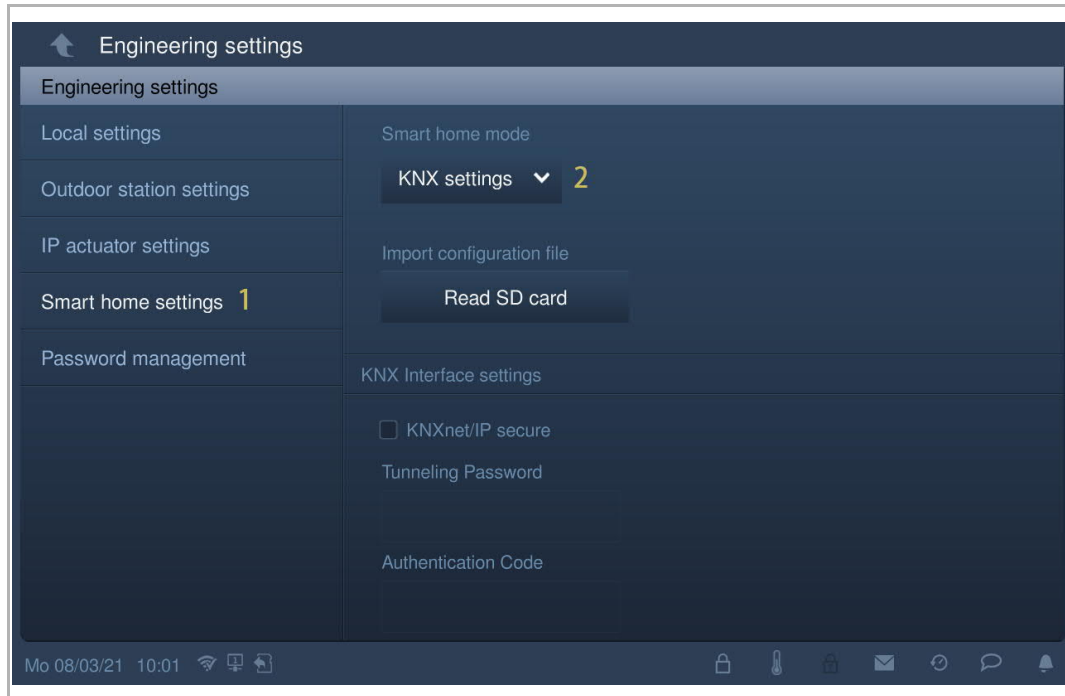 Engineering settings
Engineering settings
Local settings
Outdoor station settings
IP actuator settings
Smart home settings 1
Password management
Smart home mode
KNX settings 2
Import configuration file
Read SD card
KNX Interface settings
KNXnet/IP secure
Tunneling Password
Authentication Code
Mo 08/03/21 10:01